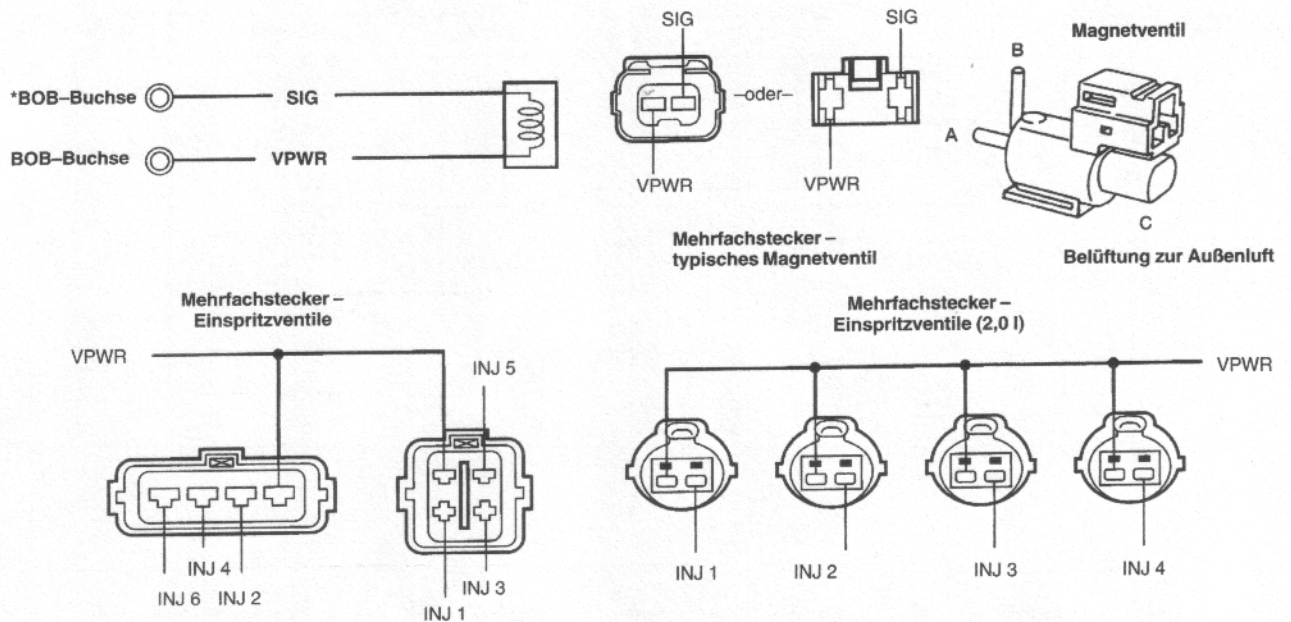 *BOB–Buchse
SIG
BOB–Buchse
VPWR
SIG
–oder–
SIG
VPWR
VPWR
Mehrfachstecker –
typisches Magnetventil
Magnetventil
B
A
C
Belüftung zur Außenluft
Mehrfachstecker –
Einspritzventile
VPWR
INJ 5
INJ 4
INJ 6
INJ 2
INJ 3
INJ 1
Mehrfachstecker –
Einspritzventile (2,0 l)
VPWR
INJ 1
INJ 2
INJ 3
INJ 4